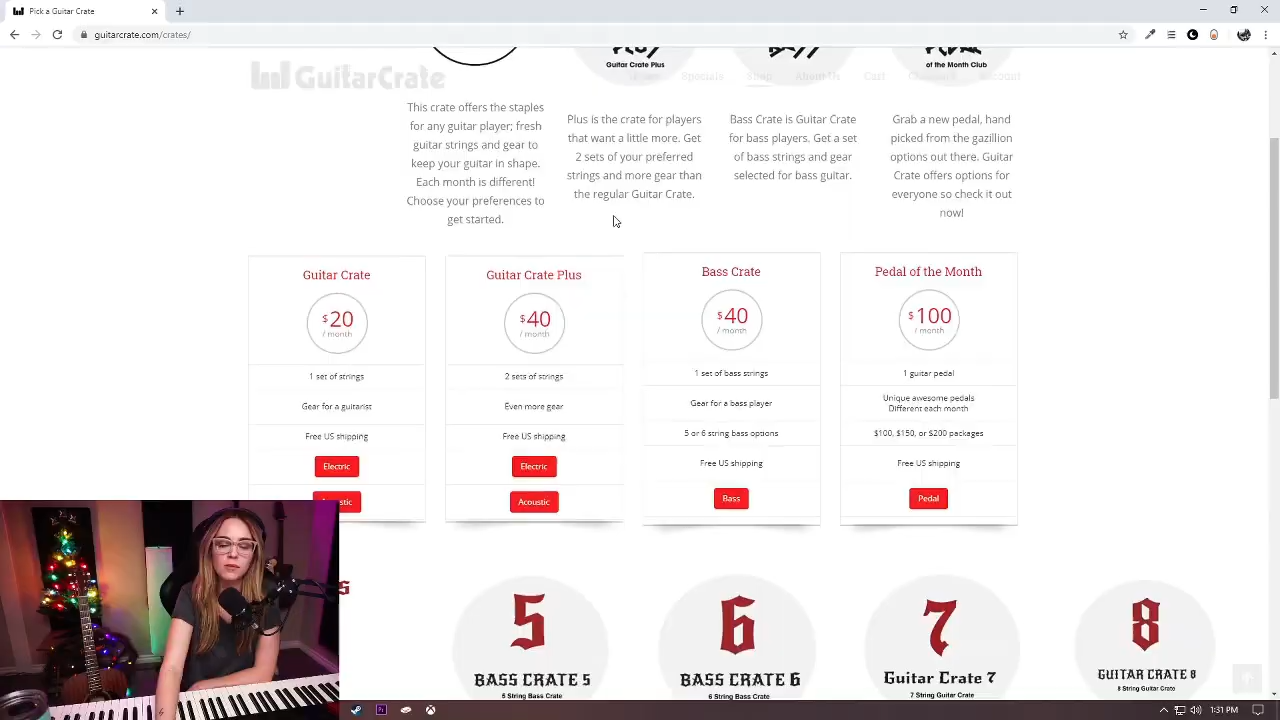 Pick a Guitar Crate
guitarcrate.com/crates/
PLUS
Guitar Crate Plus
BASS
PEDAL
of the Month Club
GuitarCrate
Specials
Shop
About Us
Cart
Account
This crate offers the staples
for any guitar player; fresh
guitar strings and gear to
keep your guitar in shape.
Each month is different!
Choose your preferences to
get started.
Plus is the crate for players
that want a little more. Get
2 sets of your preferred
strings and more gear than
the regular Guitar Crate.
Bass Crate is Guitar Crate
for bass players. Get a set
of bass strings and gear
selected for bass guitar.
Grab a new pedal, hand
picked from the gazillion
options out there. Guitar
Crate offers options for
everyone so check it out
now!
Guitar Crate
$20
/ month
1 set of strings
Gear for a guitarist
Free US shipping
Electric
Guitar Crate Plus
$40
/ month
2 sets of strings
Even more gear
Free US shipping
Electric
Acoustic
Bass Crate
$40
/ month
1 set of bass strings
Gear for a bass player
5 or 6 string bass options
Free US shipping
Bass
Pedal of the Month
$100
/ month
1 guitar pedal
Unique awesome pedals
Different each month
$100, $150, or $200 packages
Free US shipping
Pedal
5
BASS CRATE 5
5 String Bass Crate
6
BASS CRATE 6
6 String Bass Crate
7
Guitar Crate 7
7 String Guitar Crate
8
GUITAR CRATE 8
8 String Guitar Crate
1:31 PM